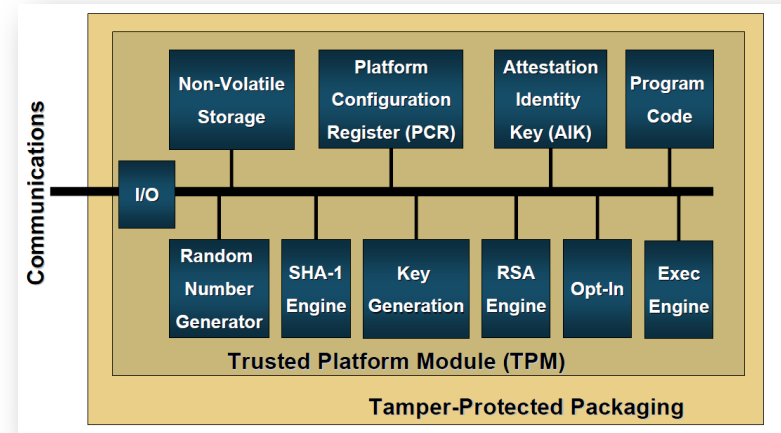 Communications
Non-Volatile
Storage
Platform
Configuration
Register (PCR)
Attestation
Identity
Key (AIK)
Program
Code
I/O
Random
Number
Generator
SHA-1
Engine
Key
Generation
RSA
Engine
Opt-In
Exec
Engine
Trusted Platform Module (TPM)
Tamper-Protected Packaging